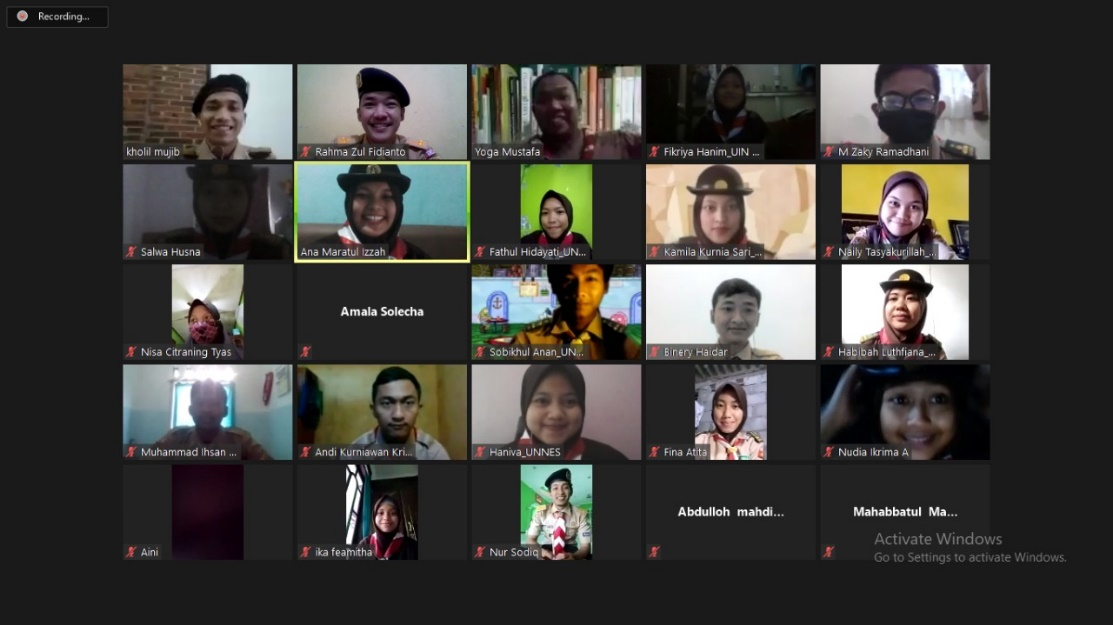 Recording...
kholil mujib
Rahma Zul Fidianto
Yoga Mustafa
Fikriya Hanim_UIN ...
M Zaky Ramadhani
Salwa Husna
Ana Maratul Izzah
Fathul Hidayati_UN...
Kamila Kurnia Sari_...
Naily Tasyakurillah_...
Nisa Citraning Tyas
Amala Solecha
Sobikhul Anan_UN...
Binery Haidar
Habibah Luthfiana_...
Muhammad Ihsan ...
Andi Kurniawan Kri...
Haniva_UNNES
Fina Atita
Nudia Ikrima A
Aini
ika feamitha
Nur Sodiq
Abdulloh mahdi...
Mahabbatul Ma...
Activate Windows
Go to Settings to activate Windows.